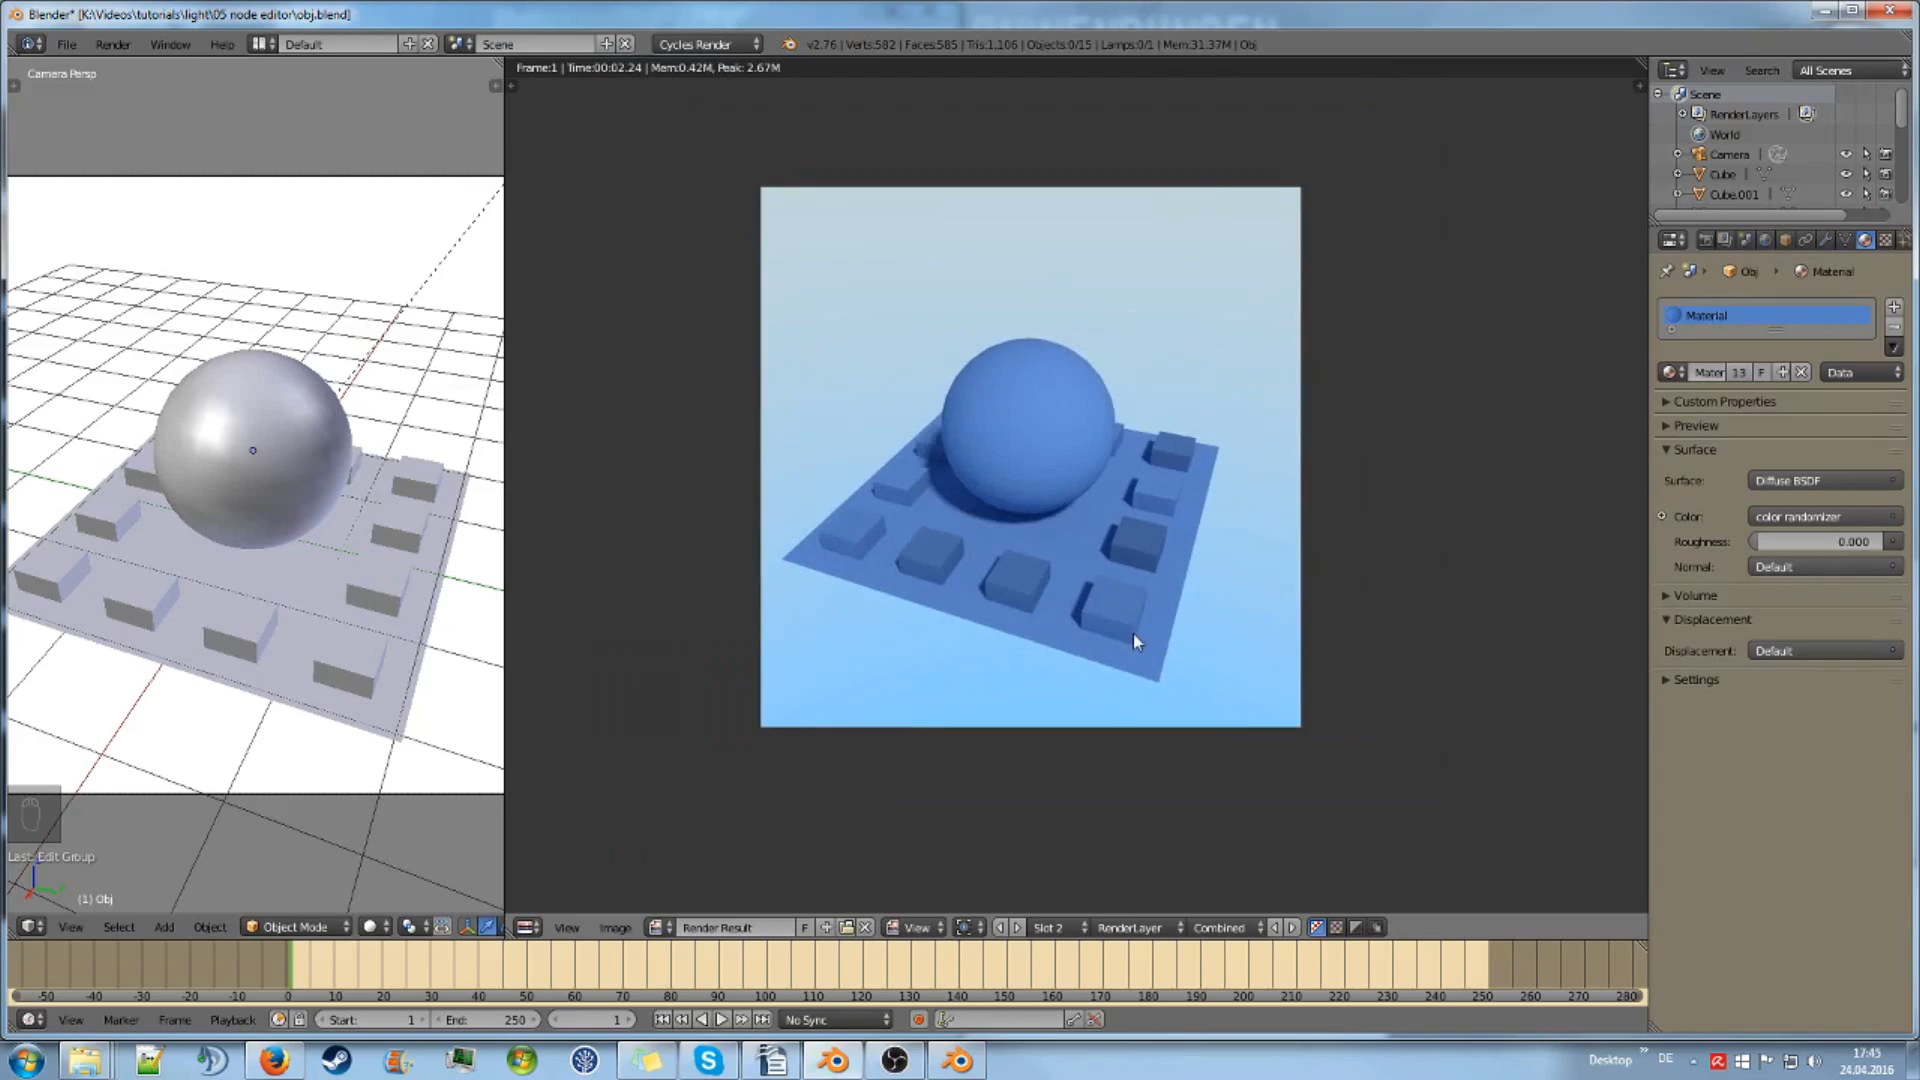 Blender* [K:\Videos\tutorials\light\05 node editor\obj.blend]
File Render Window Help Default Scene Cycles Render v2.76 | Verts:582 | Faces:585 | Tris:1,106 | Objects:0/15 | Lamps:0/1 | Mem:31.37M | Obj
Camera Persp
Frame:1 | Time:00:02.24 | Mem:0.42M, Peak: 2.67M
View Search All Scenes
Scene
RenderLayers
World
Camera
Cube
Cube.001
Obj Material
Material
Mater 13 F Data
Custom Properties
Preview
Surface
Surface: Diffuse BSDF
Color: color randomizer
Roughness: 0.000
Normal: Default
Volume
Displacement
Displacement: Default
Settings
Last: Edit Group
(1) Obj
View Select Add Object Object Mode
View Image Render Result F View Slot 2 RenderLayer Combined
-50 -40 -30 -20 -10 0 10 20 30 40 50 60 70 80 90 100 110 120 130 140 150 160 170 180 190 200 210 220 230 240 250 260 270 280
View Marker Frame Playback Start: 1 End: 250 1 No Sync
Desktop DE 17:45
24.04.2016